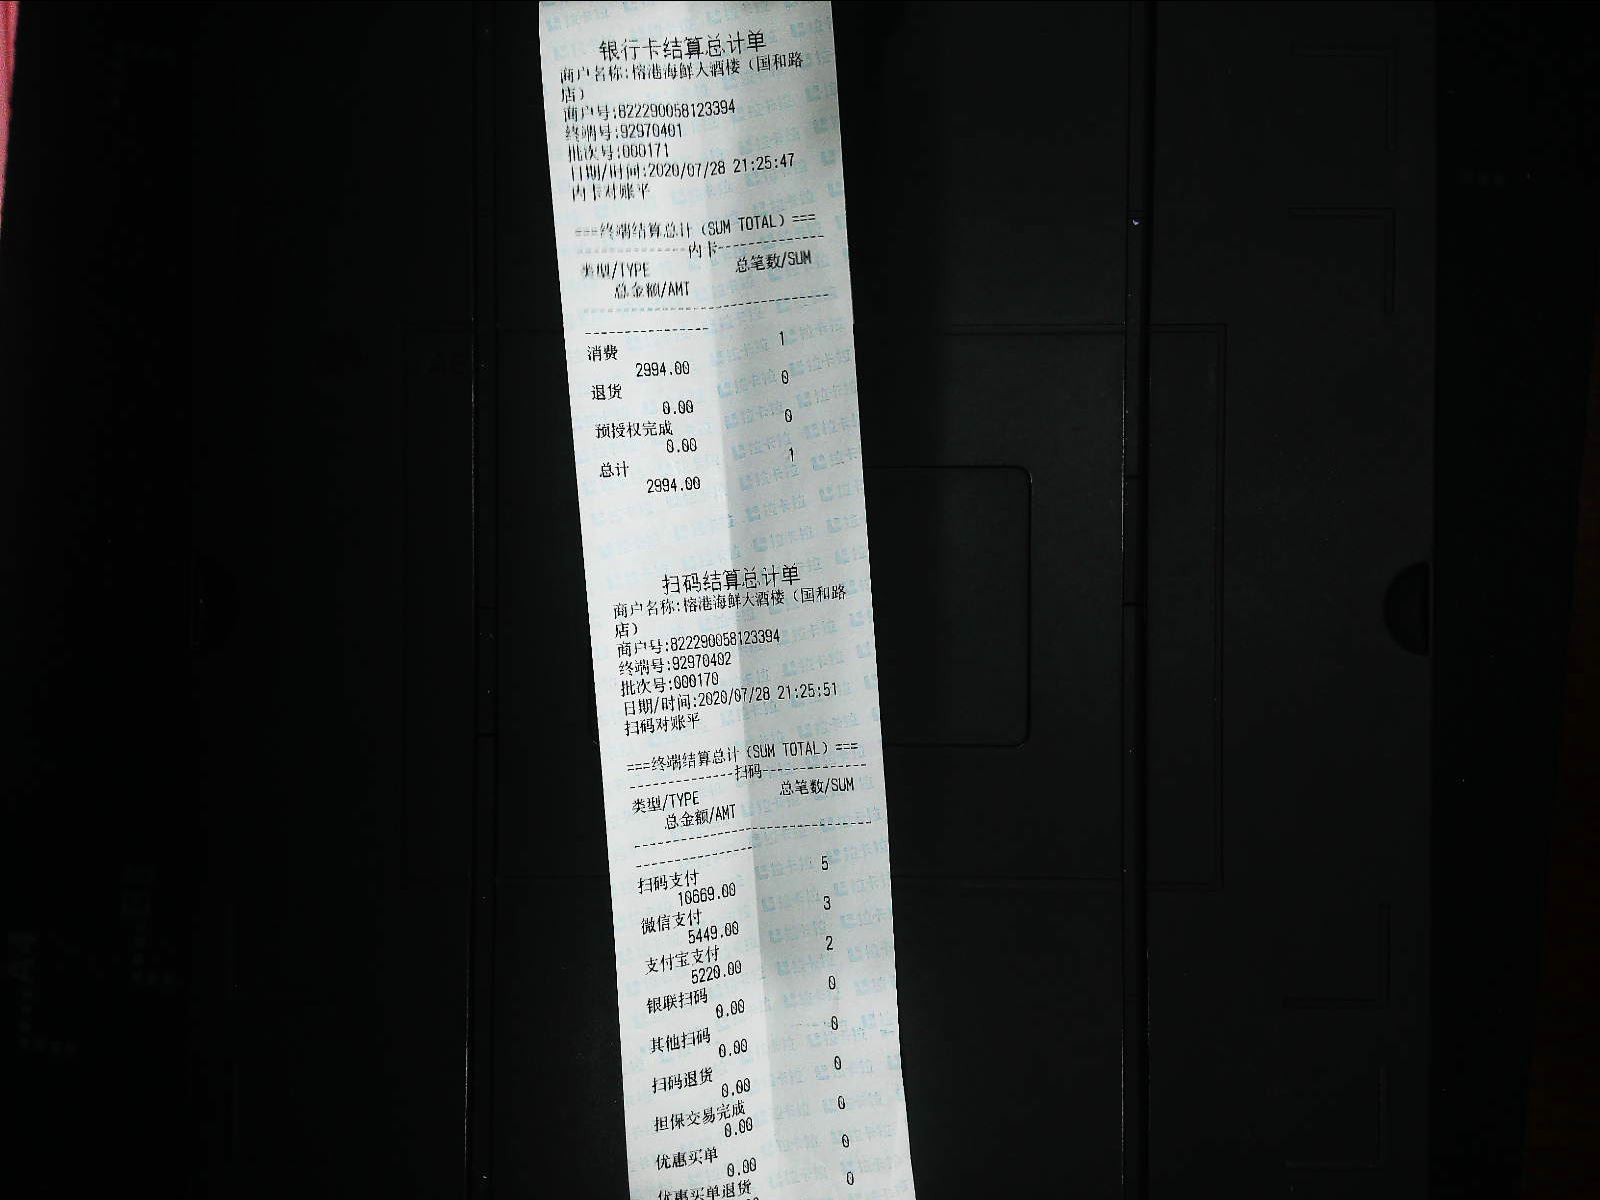 银行卡结算总计单
商户名称:榕港海鲜大酒楼（国和路
店）
商户号:822290058123394
终端号:92970401
批次号:000171
日期/时间:2020/07/28 21:25:47
内卡对账平
===终端结算总计（SUM TOTAL）===
----------------内卡----------------
类型/TYPE 总笔数/SUM
总金额/AMT
消费 1
2994.00
退货 0
0.00
预授权完成 0
0.00
总计 1
2994.00
扫码结算总计单
商户名称:榕港海鲜大酒楼（国和路
店）
商户号:822290058123394
终端号:92970402
批次号:000170
日期/时间:2020/07/28 21:25:51
扫码对账平
===终端结算总计（SUM TOTAL）===
----------------扫码----------------
类型/TYPE 总笔数/SUM
总金额/AMT
扫码支付 5
10669.00
微信支付 3
5449.00
支付宝支付 2
5220.00
银联扫码 0
0.00
其他扫码 0
0.00
扫码退货 0
0.00
担保交易完成 0
0.00
优惠买单 0
0.00
优惠买单退货 0